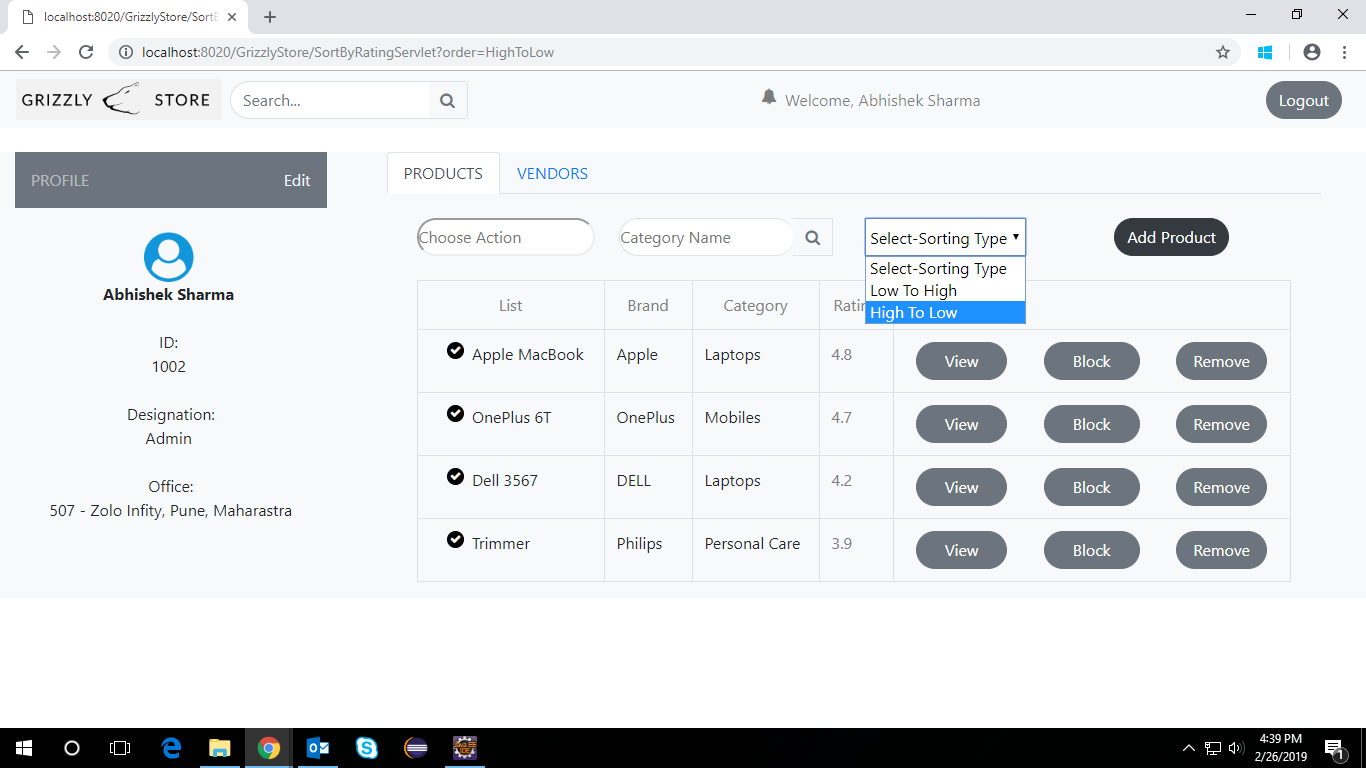 localhost:8020/GrizzlyStore/SortB
localhost:8020/GrizzlyStore/SortByRatingServlet?order=HighToLow
GRIZZLY STORE
Search...
Welcome, Abhishek Sharma
Logout
PROFILE Edit
Abhishek Sharma
ID:
1002
Designation:
Admin
Office:
507 - Zolo Infity, Pune, Maharastra
PRODUCTS VENDORS
Choose Action
Category Name
Select-Sorting Type
Select-Sorting Type
Low To High
High To Low
Add Product
List Brand Category Ratin
Apple MacBook Apple Laptops 4.8 View Block Remove
OnePlus 6T OnePlus Mobiles 4.7 View Block Remove
Dell 3567 DELL Laptops 4.2 View Block Remove
Trimmer Philips Personal Care 3.9 View Block Remove
4:39 PM
2/26/2019
1